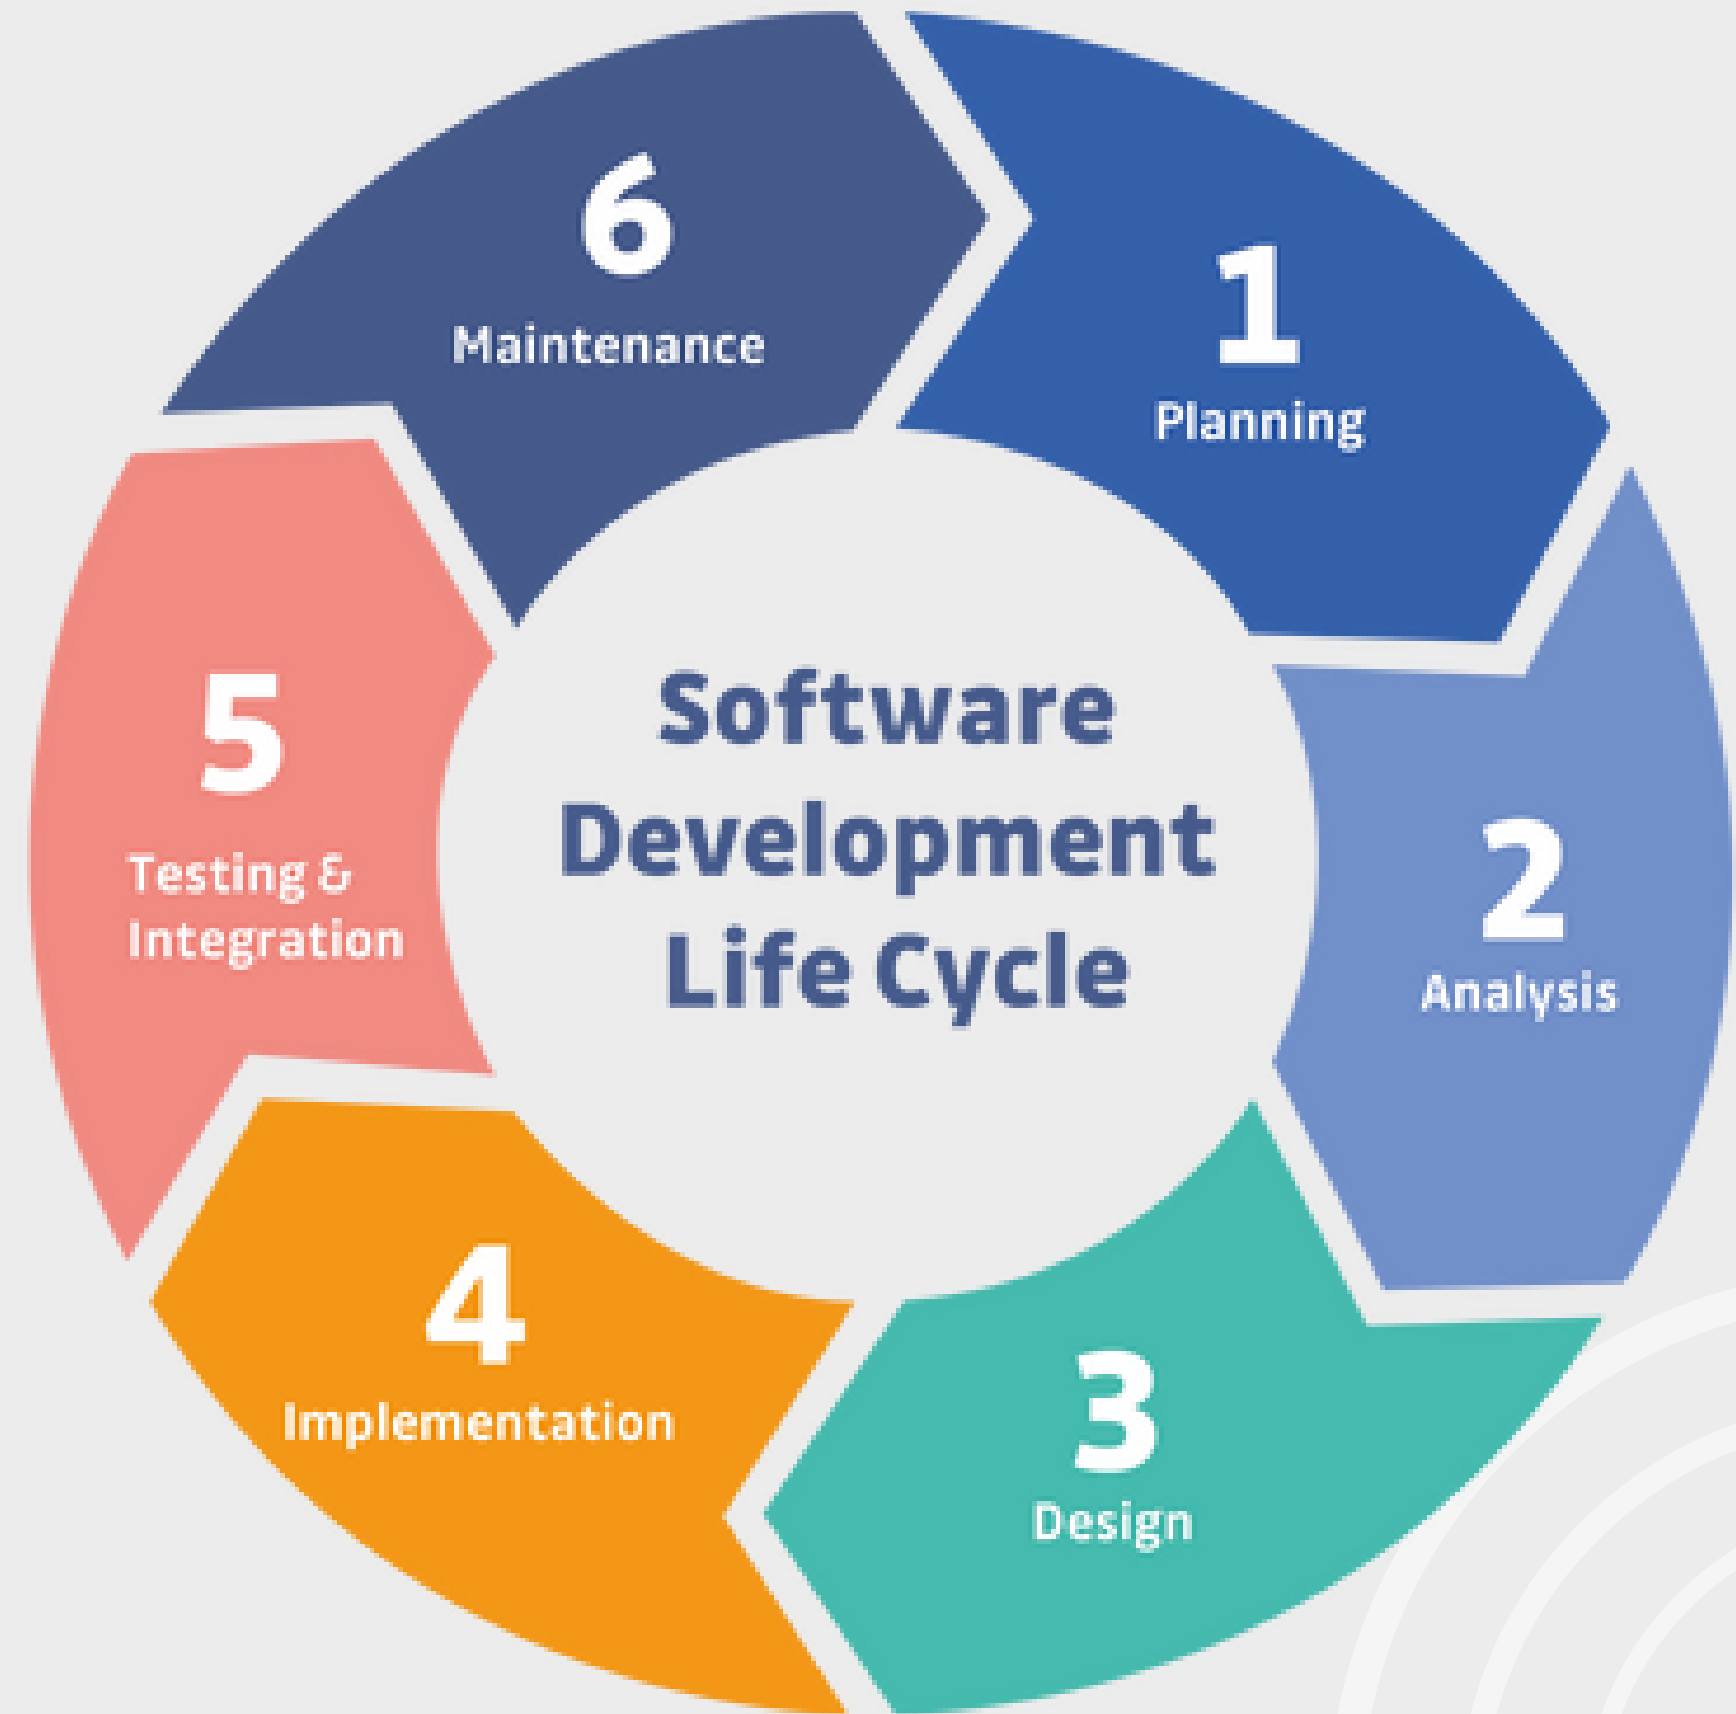 Software
Development
Life Cycle
1
Planning
2
Analysis
3
Design
4
Implementation
5
Testing &
Integration
6
Maintenance